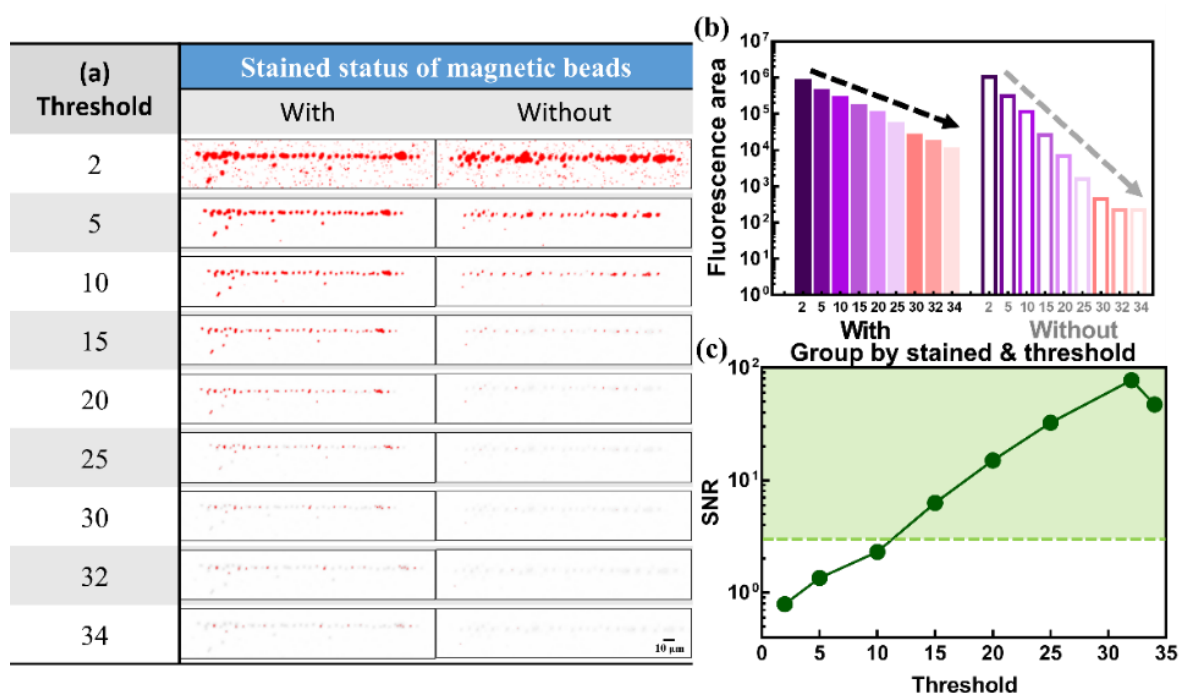 (a)
Threshold
Stained status of magnetic beads
With Without
2
5
10
15
20
25
30
32
34
10 μm
(b)
Fluorescence area
10⁷
10⁶
10⁵
10⁴
10³
10²
10¹
10⁰
2 5 10 15 20 25 30 32 34 2 5 10 15 20 25 30 32 34
With Without
Group by stained & threshold
(c)
SNR
10²
10¹
10⁰
0 5 10 15 20 25 30 35
Threshold